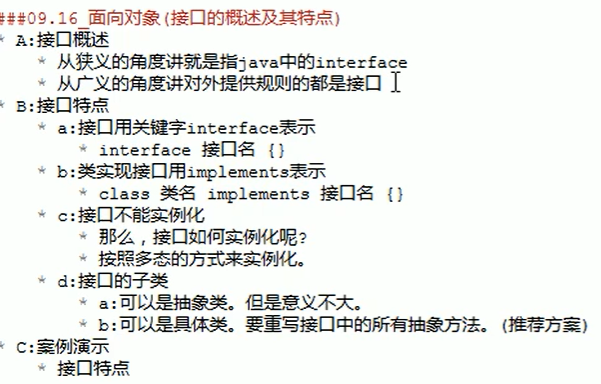 ###09.16_面向对象(接口的概述及其特点)
* A:接口概述
* 从狭义的角度讲就是指java中的interface
* 从广义的角度讲对外提供规则的都是接口
* B:接口特点
* a:接口用关键字interface表示
* interface 接口名 {}
* b:类实现接口用implements表示
* class 类名 implements 接口名 {}
* c:接口不能实例化
* 那么,接口如何实例化呢?
* 按照多态的方式来实例化。
* d:接口的子类
* a:可以是抽象类。但是意义不大。
* b:可以是具体类。要重写接口中的所有抽象方法。(推荐方案)
* C:案例演示
* 接口特点